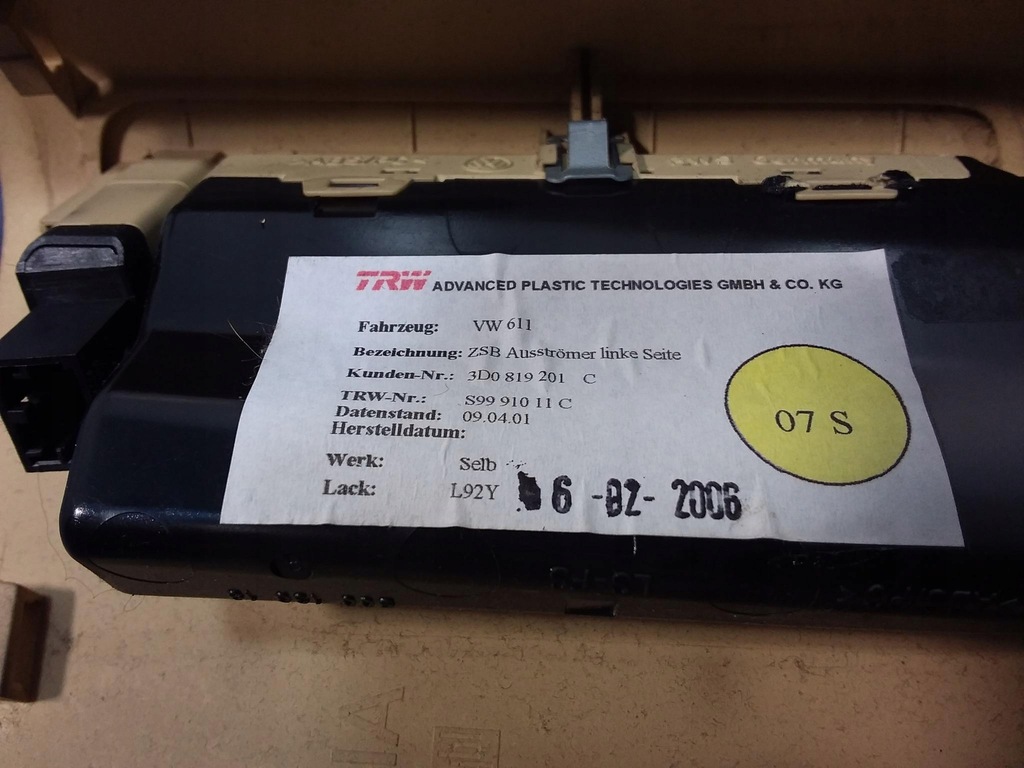 TRW ADVANCED PLASTIC TECHNOLOGIES GMBH & CO. KG
Fahrzeug: VW 611
Bezeichnung: ZSB Ausströmer linke Seite
Kunden-Nr.: 3D0 819 201 C
TRW-Nr.: S99 910 11 C
Datenstand: 09.04.01
Herstelldatum:
Werk: Selb
Lack: L92Y
6 -02- 2006
07 S